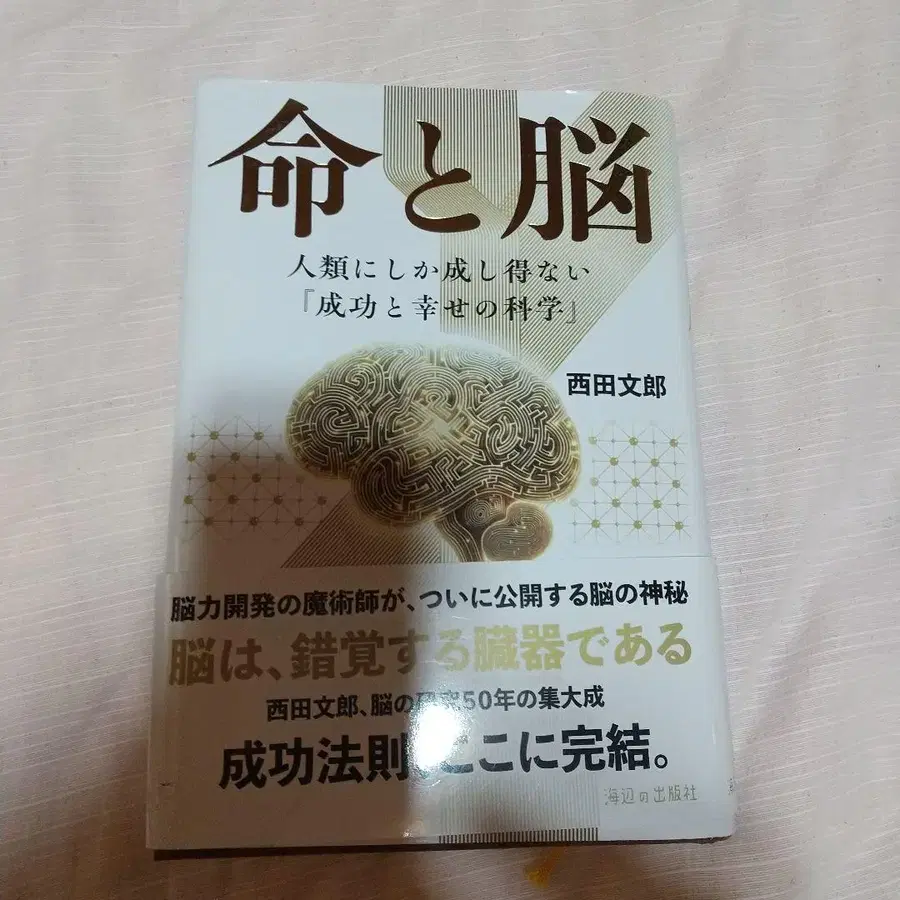 命と脳
人類にしか成し得ない
『成功と幸せの科学』
西田文郎
脳力開発の魔術師が、ついに公開する脳の神秘
脳は、錯覚する臓器である
西田文郎、脳の研究50年の集大成
成功法則、ここに完結。
海辺の出版社